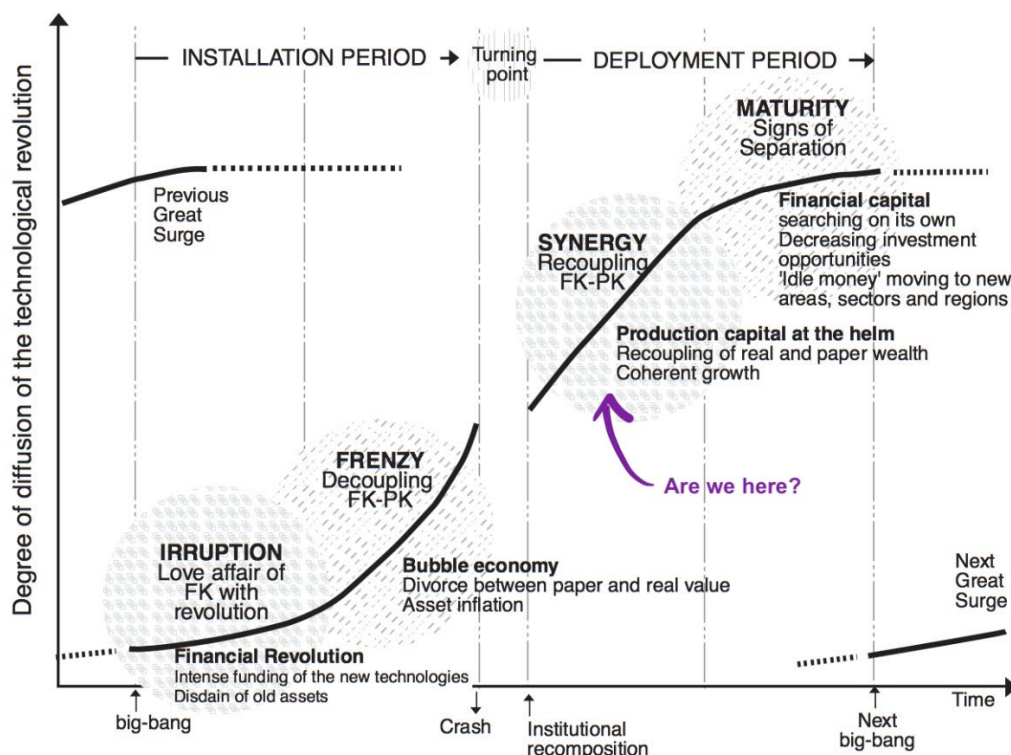 INSTALLATION PERIOD
Turning
point
DEPLOYMENT PERIOD
Degree of diffusion of the technological revolution
Previous
Great
Surge
MATURITY
Signs of
Separation
Financial capital
searching on its own
Decreasing investment
opportunities
'Idle money' moving to new
areas, sectors and regions
SYNERGY
Recoupling
FK-PK
Production capital at the helm
Recoupling of real and paper wealth
Coherent growth
Are we here?
FRENZY
Decoupling
FK-PK
Bubble economy
Divorce between paper and real value
Asset inflation
IRRUPTION
Love affair of
FK with
revolution
Financial Revolution
Intense funding of the new technologies
Disdain of old assets
Next
Great
Surge
Time
big-bang
Crash
Institutional
recomposition
Next
big-bang